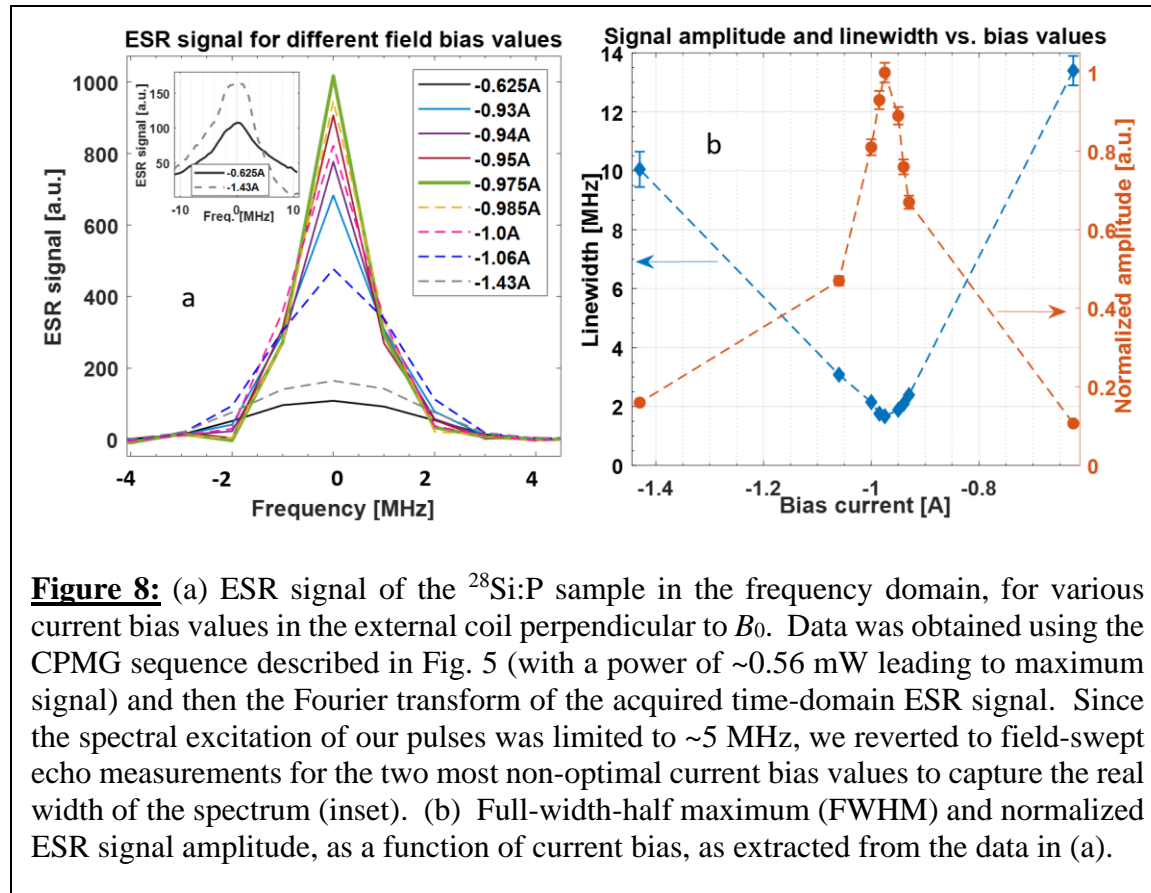 ESR signal for different field bias values
1000
800
600
400
200
0
ESR signal [a.u.]
-4
-2
0
2
4
Frequency [MHz]
a
150
100
50
ESR signal [a.u.]
-0.625A
-1.43A
-10
0
10
Freq. [MHz]
-0.625A
-0.93A
-0.94A
-0.95A
-0.975A
-0.985A
-1.0A
-1.06A
-1.43A
Signal amplitude and linewidth vs. bias values
14
12
10
8
6
4
2
0
Linewidth [MHz]
b
-1.4
-1.2
-1
-0.8
Bias current [A]
1
0.8
0.6
0.4
0.2
0
Normalized amplitude [a.u.]
Figure 8: (a) ESR signal of the ²⁸Si:P sample in the frequency domain, for various
current bias values in the external coil perpendicular to B₀. Data was obtained using the
CPMG sequence described in Fig. 5 (with a power of ~0.56 mW leading to maximum
signal) and then the Fourier transform of the acquired time-domain ESR signal. Since
the spectral excitation of our pulses was limited to ~5 MHz, we reverted to field-swept
echo measurements for the two most non-optimal current bias values to capture the real
width of the spectrum (inset). (b) Full-width-half maximum (FWHM) and normalized
ESR signal amplitude, as a function of current bias, as extracted from the data in (a).